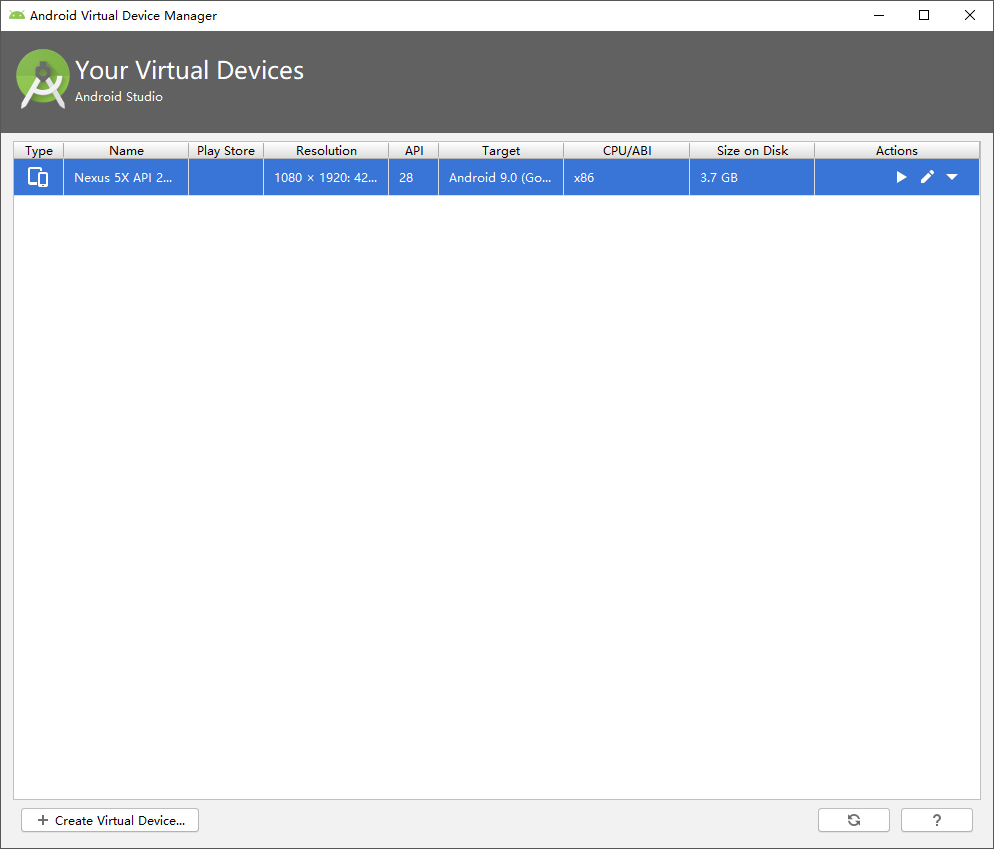 Android Virtual Device Manager
Your Virtual Devices
Android Studio
Type Name Play Store Resolution API Target CPU/ABI Size on Disk Actions
Nexus 5X API 2... 1080 × 1920: 42... 28 Android 9.0 (Go... x86 3.7 GB
+ Create Virtual Device... ?